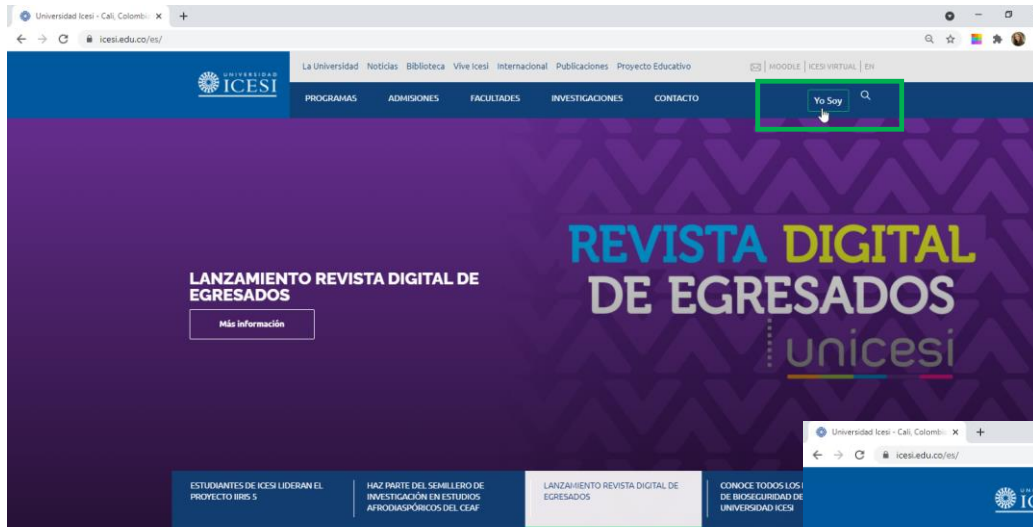 Universidad Icesi - Cali, Colombi
icesi.edu.co/es/
La Universidad Noticias Biblioteca Vive Icesi Internacional Publicaciones Proyecto Educativo
MOODLE | ICESI VIRTUAL | EN
UNIVERSIDAD
ICESI
PROGRAMAS ADMISIONES FACULTADES INVESTIGACIONES CONTACTO
Yo Soy
REVISTA DIGITAL
DE EGRESADOS
unicesi
LANZAMIENTO REVISTA DIGITAL DE
EGRESADOS
Más información
ESTUDIANTES DE ICESI LIDERAN EL
PROYECTO IIRIS 5
HAZ PARTE DEL SEMILLERO DE
INVESTIGACIÓN EN ESTUDIOS
AFRODIASPÓRICOS DEL CEAF
LANZAMIENTO REVISTA DIGITAL DE
EGRESADOS
CONOCE TODOS LOS
DE BIOSEGURIDAD DE
UNIVERSIDAD ICESI
Universidad Icesi - Cali, Colombi
icesi.edu.co/es/